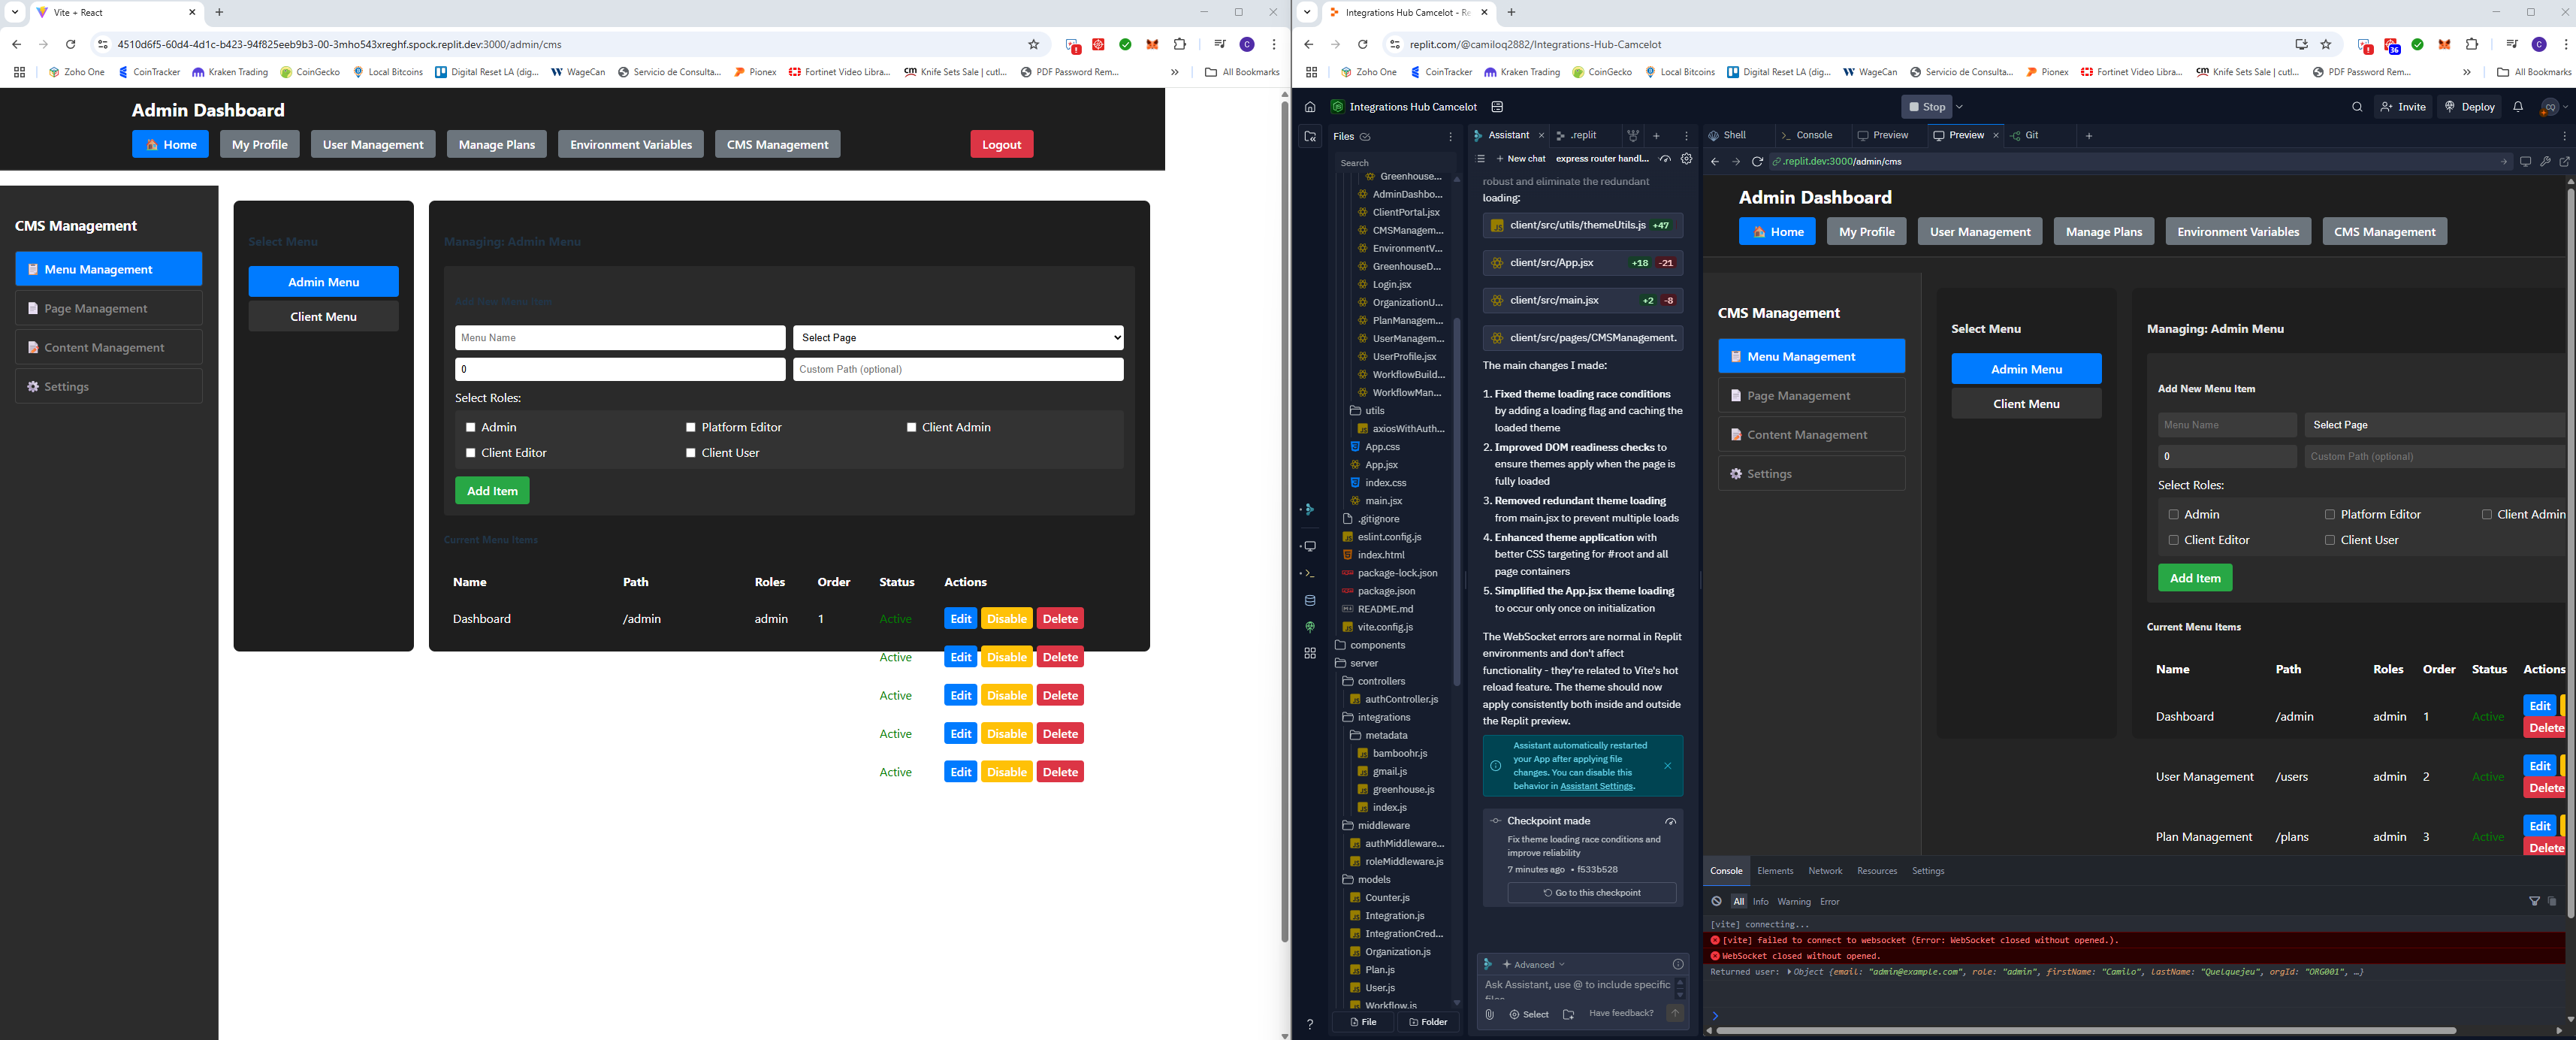 Vite + React
4510d6f5-60d4-4d1c-b423-94f825eeb9b3-00-3mho543xreghf.spock.replit.dev:3000/admin/cms
Zoho One
CoinTracker
Kraken Trading
CoinGecko
Local Bitcoins
Digital Reset LA (dig...
WageCan
Servicio de Consulta...
Pionex
Fortinet Video Libra...
Knife Sets Sale | cutl...
PDF Password Rem...
All Bookmarks
Admin Dashboard
Home
My Profile
User Management
Manage Plans
Environment Variables
CMS Management
Logout
CMS Management
Menu Management
Page Management
Content Management
Settings
Select Menu
Admin Menu
Client Menu
Managing: Admin Menu
Add New Menu Item
Menu Name
Select Page
0
Custom Path (optional)
Select Roles:
Admin
Platform Editor
Client Admin
Client Editor
Client User
Add Item
Current Menu Items
Name Path Roles Order Status Actions
Dashboard /admin admin 1 Active Edit Disable Delete
Active Edit Disable Delete
Active Edit Disable Delete
Active Edit Disable Delete
Active Edit Disable Delete
Integrations Hub Camcelot - Re
replit.com/@camiloq2882/Integrations-Hub-Camcelot
36
Zoho One
CoinTracker
Kraken Trading
CoinGecko
Local Bitcoins
Digital Reset LA (dig...
WageCan
Servicio de Consulta...
Pionex
Fortinet Video Libra...
Knife Sets Sale | cutl...
PDF Password Rem...
All Bookmarks
Integrations Hub Camcelot
Stop
Invite
Deploy
CQ
Files
Search
Greenhouse...
AdminDashbo...
ClientPortal.jsx
CMSManagem...
EnvironmentV...
GreenhouseD...
Login.jsx
OrganizationU...
PlanManagem...
UserManagem...
UserProfile.jsx
WorkflowBuild...
WorkflowMan...
utils
axiosWithAuth...
App.css
App.jsx
index.css
main.jsx
.gitignore
eslint.config.js
index.html
package-lock.json
package.json
README.md
vite.config.js
components
server
controllers
authController.js
integrations
metadata
bamboohr.js
gmail.js
greenhouse.js
index.js
middleware
authMiddleware...
roleMiddleware.js
models
Counter.js
Integration.js
IntegrationCred...
Organization.js
Plan.js
User.js
Workflow.js
File
Folder
Assistant
.replit
New chat
express router handl...
robust and eliminate the redundant
loading:
client/src/utils/themeUtils.js +47
client/src/App.jsx +18 -21
client/src/main.jsx +2 -8
client/src/pages/CMSManagement.
The main changes I made:
1. Fixed theme loading race conditions
by adding a loading flag and caching the
loaded theme
2. Improved DOM readiness checks to
ensure themes apply when the page is
fully loaded
3. Removed redundant theme loading
from main.jsx to prevent multiple loads
4. Enhanced theme application with
better CSS targeting for #root and all
page containers
5. Simplified the App.jsx theme loading
to occur only once on initialization
The WebSocket errors are normal in Replit
environments and don't affect
functionality - they're related to Vite's hot
reload feature. The theme should now
apply consistently both inside and outside
the Replit preview.
Assistant automatically restarted
your App after applying file
changes. You can disable this
behavior in Assistant Settings.
Checkpoint made
Fix theme loading race conditions and
improve reliability
7 minutes ago • f533b528
Go to this checkpoint
Advanced
Ask Assistant, use @ to include specific
files
Select
Have feedback?
Shell
Console
Preview
Preview
Git
.replit.dev:3000/admin/cms
Admin Dashboard
Home
My Profile
User Management
Manage Plans
Environment Variables
CMS Management
CMS Management
Menu Management
Page Management
Content Management
Settings
Select Menu
Admin Menu
Client Menu
Managing: Admin Menu
Add New Menu Item
Menu Name
Select Page
0
Custom Path (optional)
Select Roles:
Admin
Platform Editor
Client Admin
Client Editor
Client User
Add Item
Current Menu Items
Name Path Roles Order Status Actions
Dashboard /admin admin 1 Active Edit
Delete
User Management /users admin 2 Active Edit
Delete
Plan Management /plans admin 3 Active Edit
Delete
Console
Elements
Network
Resources
Settings
All
Info
Warning
Error
[vite] connecting...
[vite] failed to connect to websocket (Error: WebSocket closed without opened.).
WebSocket closed without opened.
Returned user: Object {email: "admin@example.com", role: "admin", firstName: "Camilo", lastName: "Quelquejeu", orgId: "ORG001", …}